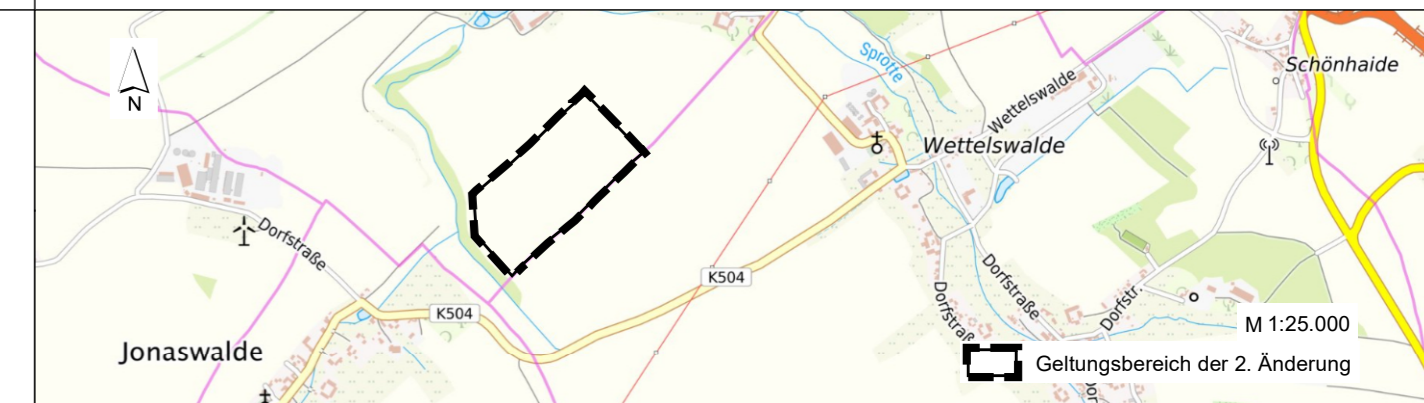 N
Sprotte
Schönhaide
Wettelswalde
Wettelswalde
Dorfstraße
K504
K504
Dorfstraße
Dorfstraße
Dorfstr.
Jonaswalde
M 1:25.000
Geltungsbereich der 2. Änderung